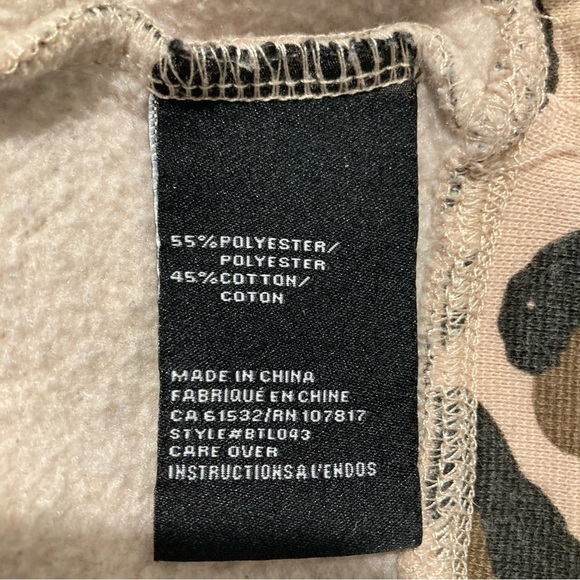 55%POLYESTER/
POLYESTER
45%COTTON/
COTON
MADE IN CHINA
FABRIQUÉ EN CHINE
CA 61532/RN 107817
STYLE#BTL043
CARE OVER
INSTRUCTIONS A L'ENDOS